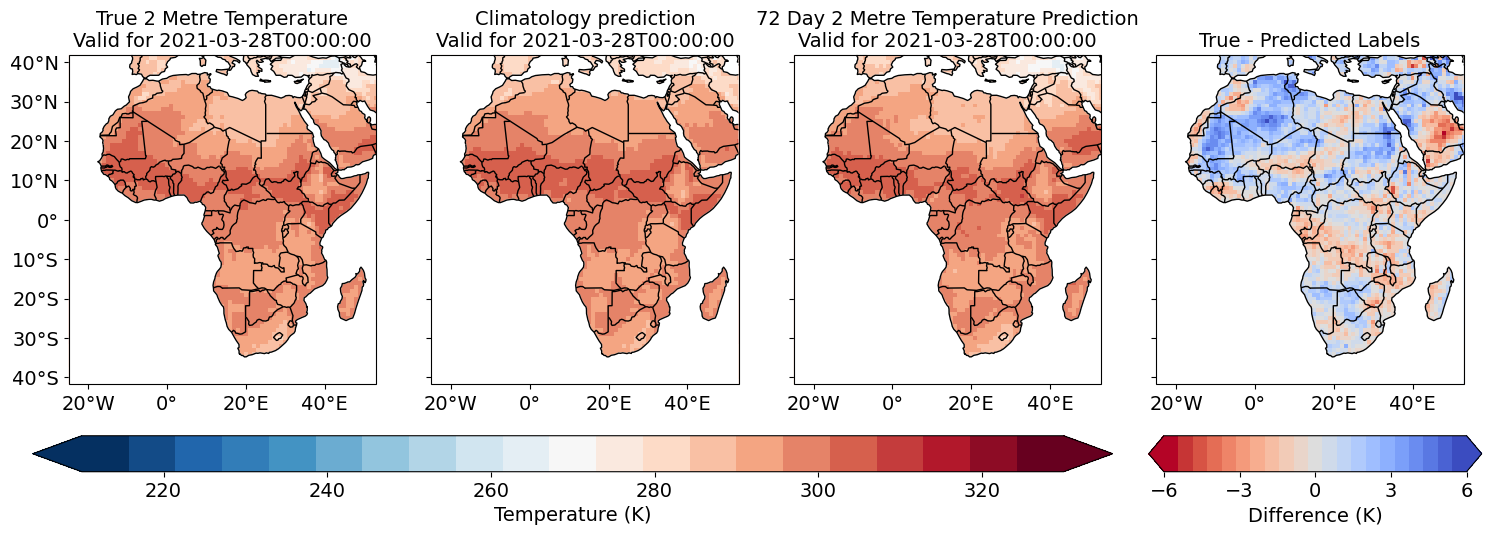 True 2 Metre Temperature
Valid for 2021-03-28T00:00:00
Climatology prediction
Valid for 2021-03-28T00:00:00
72 Day 2 Metre Temperature Prediction
Valid for 2021-03-28T00:00:00
True - Predicted Labels
40°N
30°N
20°N
10°N
0°
10°S
20°S
30°S
40°S
20°W 0° 20°E 40°E
20°W 0° 20°E 40°E
20°W 0° 20°E 40°E
20°W 0° 20°E 40°E
220 240 260 280 300 320
Temperature (K)
−6 −3 0 3 6
Difference (K)